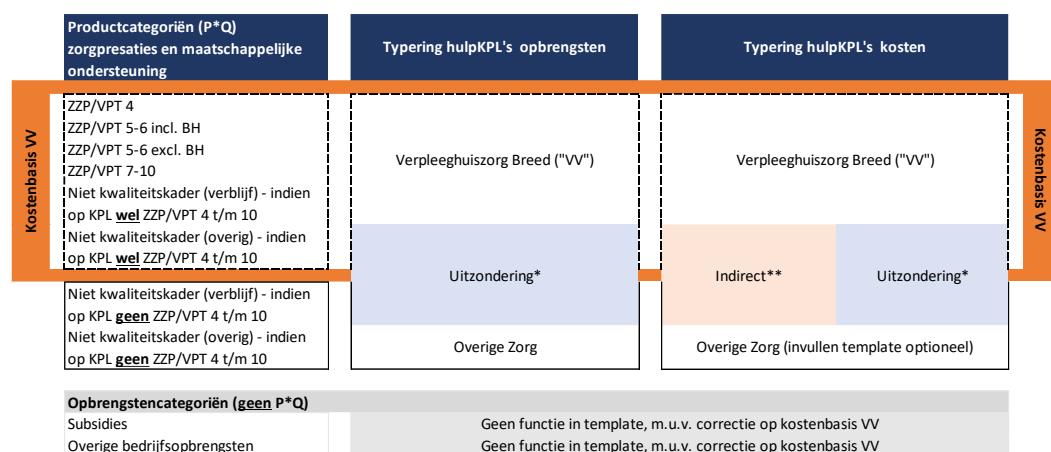 Productcategoriën (P*Q)
zorgpresaties en maatschappelijke
ondersteuning
Typering hulpKPL's opbrengsten
Typering hulpKPL's kosten
Kostenbasis VV
ZZP/VPT 4
ZZP/VPT 5-6 incl. BH
ZZP/VPT 5-6 excl. BH
ZZP/VPT 7-10
Niet kwaliteitskader (verblijf) - indien
op KPL wel ZZP/VPT 4 t/m 10
Niet kwaliteitskader (overig) - indien
op KPL wel ZZP/VPT 4 t/m 10
Verpleeghuiszorg Breed ("VV")
Verpleeghuiszorg Breed ("VV")
Kostenbasis VV
Uitzondering*
Indirect**
Uitzondering*
Niet kwaliteitskader (verblijf) - indien
op KPL geen ZZP/VPT 4 t/m 10
Niet kwaliteitskader (overig) - indien
op KPL geen ZZP/VPT 4 t/m 10
Overige Zorg
Overige Zorg (invullen template optioneel)
Opbrengstencategoriën (geen P*Q)
Subsidies
Geen functie in template, m.u.v. correctie op kostenbasis VV
Overige bedrijfsopbrengsten
Geen functie in template, m.u.v. correctie op kostenbasis VV